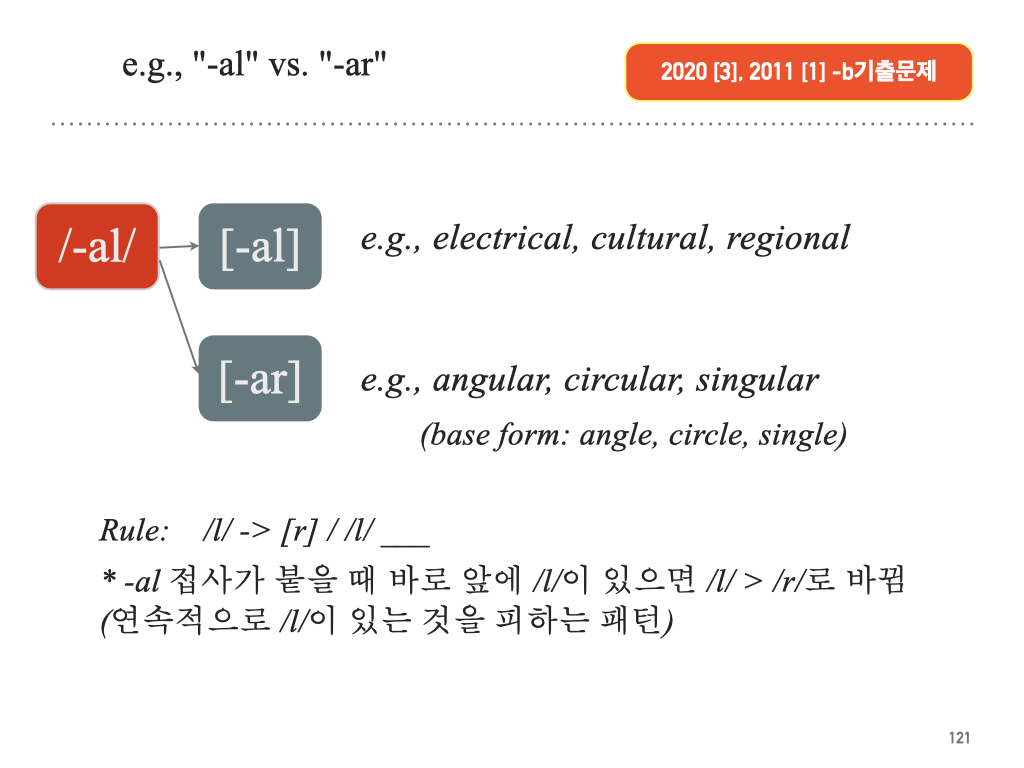 e.g., "-al" vs. "-ar"
2020 [3], 2011 [1] -b기출문제
/-al/
[-al]
e.g., electrical, cultural, regional
[-ar]
e.g., angular, circular, singular
(base form: angle, circle, single)
Rule: /l/ -> [r] / /l/ ___
* -al 접사가 붙을 때 바로 앞에 /l/이 있으면 /l/ > /r/로 바뀜
(연속적으로 /l/이 있는 것을 피하는 패턴)
121